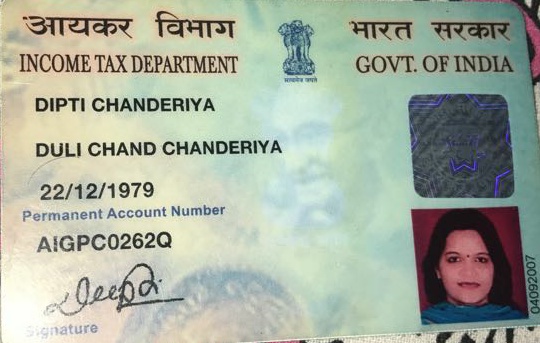 आयकर विभाग
INCOME TAX DEPARTMENT
सत्यमेव जयते
भारत सरकार
GOVT. OF INDIA
DIPTI CHANDERIYA
DULI CHAND CHANDERIYA
22/12/1979
Permanent Account Number
AIGPC0262Q
Signature
04092007